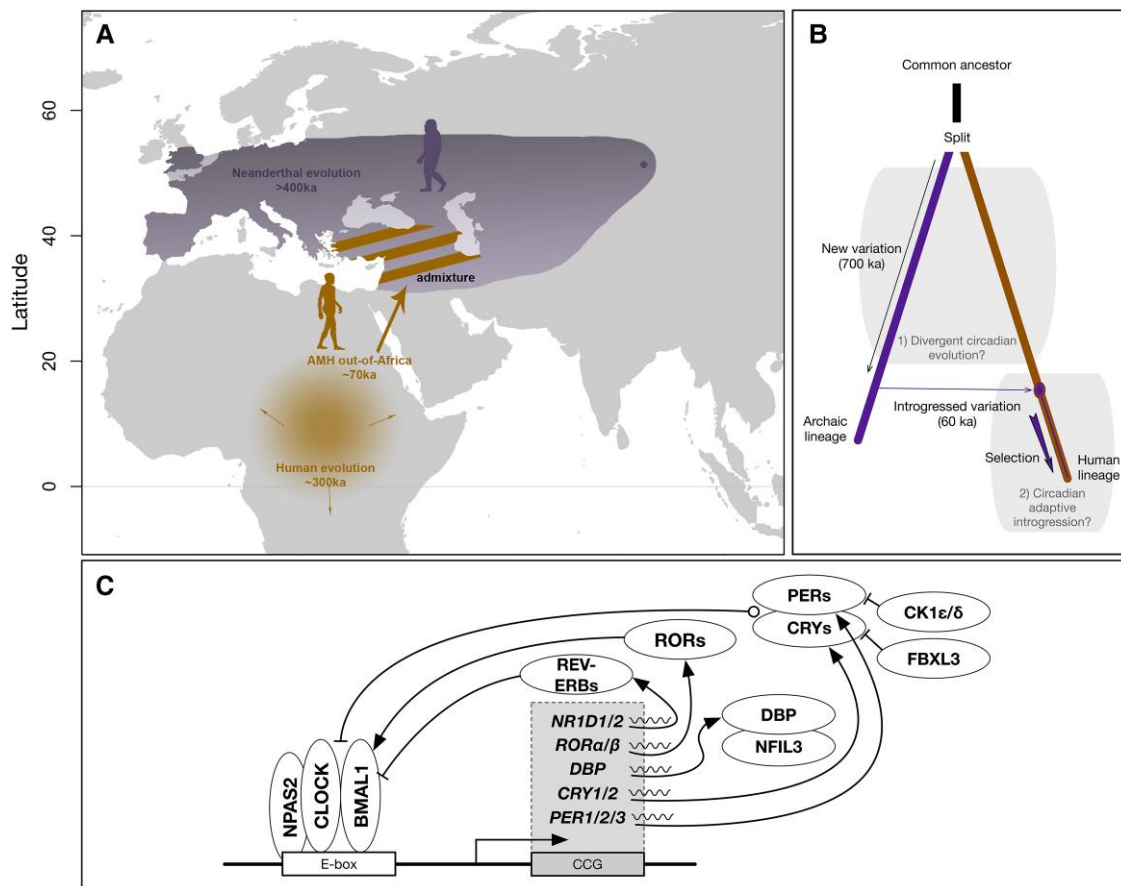 A
Latitude
60
40
20
0
Neanderthal evolution
>400ka
admixture
AMH out-of-Africa
~70ka
Human evolution
~300ka
B
Common ancestor
Split
New variation
(700 ka)
1) Divergent circadian
evolution?
Introgressed variation
(60 ka)
Archaic
lineage
Selection
Human
lineage
2) Circadian
adaptive
introgression?
C
PERs
CRYs
CK1ε/δ
FBXL3
RORs
REV-
ERBs
DBP
NFIL3
NR1D1/2
RORα/β
DBP
CRY1/2
PER1/2/3
NPAS2
CLOCK
BMAL1
E-box
CCG